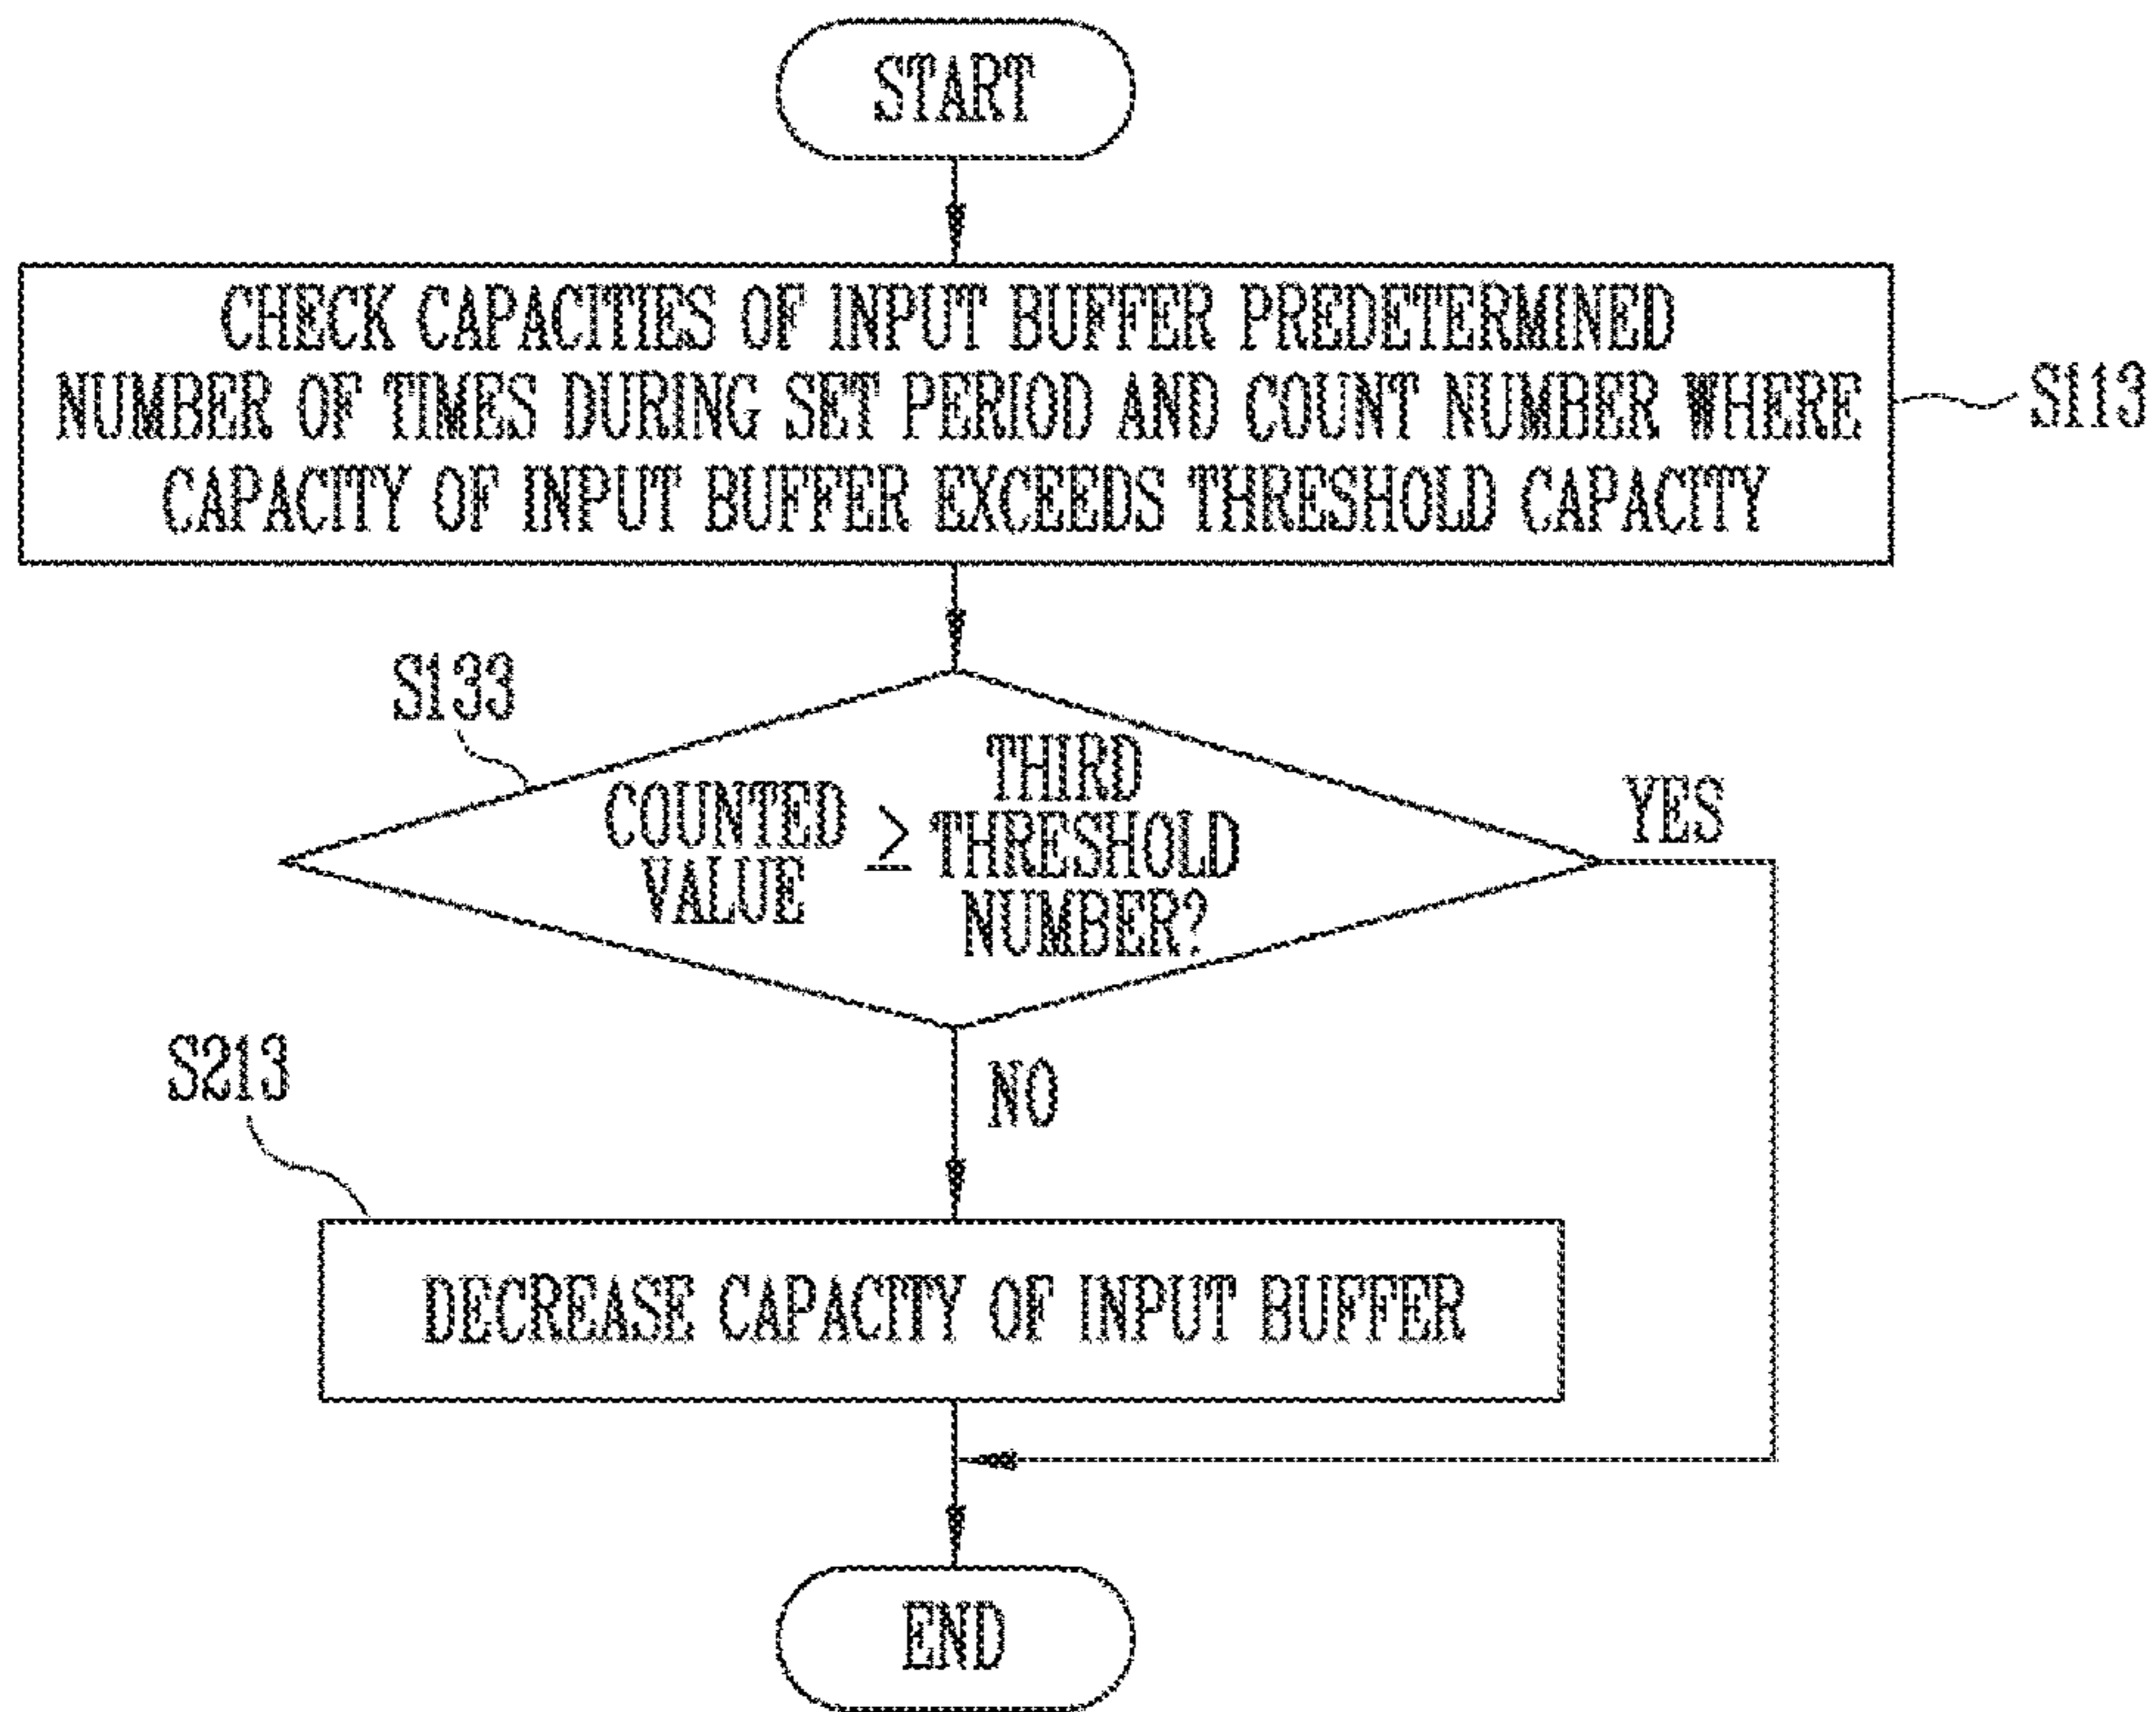 START
CHECK CAPACITIES OF INPUT BUFFER PREDETERMINED
NUMBER OF TIMES DURING SET PERIOD AND COUNT NUMBER WHERE
CAPACITY OF INPUT BUFFER EXCEEDS THRESHOLD CAPACITY
S113
S133
COUNTED
VALUE
≥
THIRD
THRESHOLD
NUMBER?
YES
NO
S213
DECREASE CAPACITY OF INPUT BUFFER
END